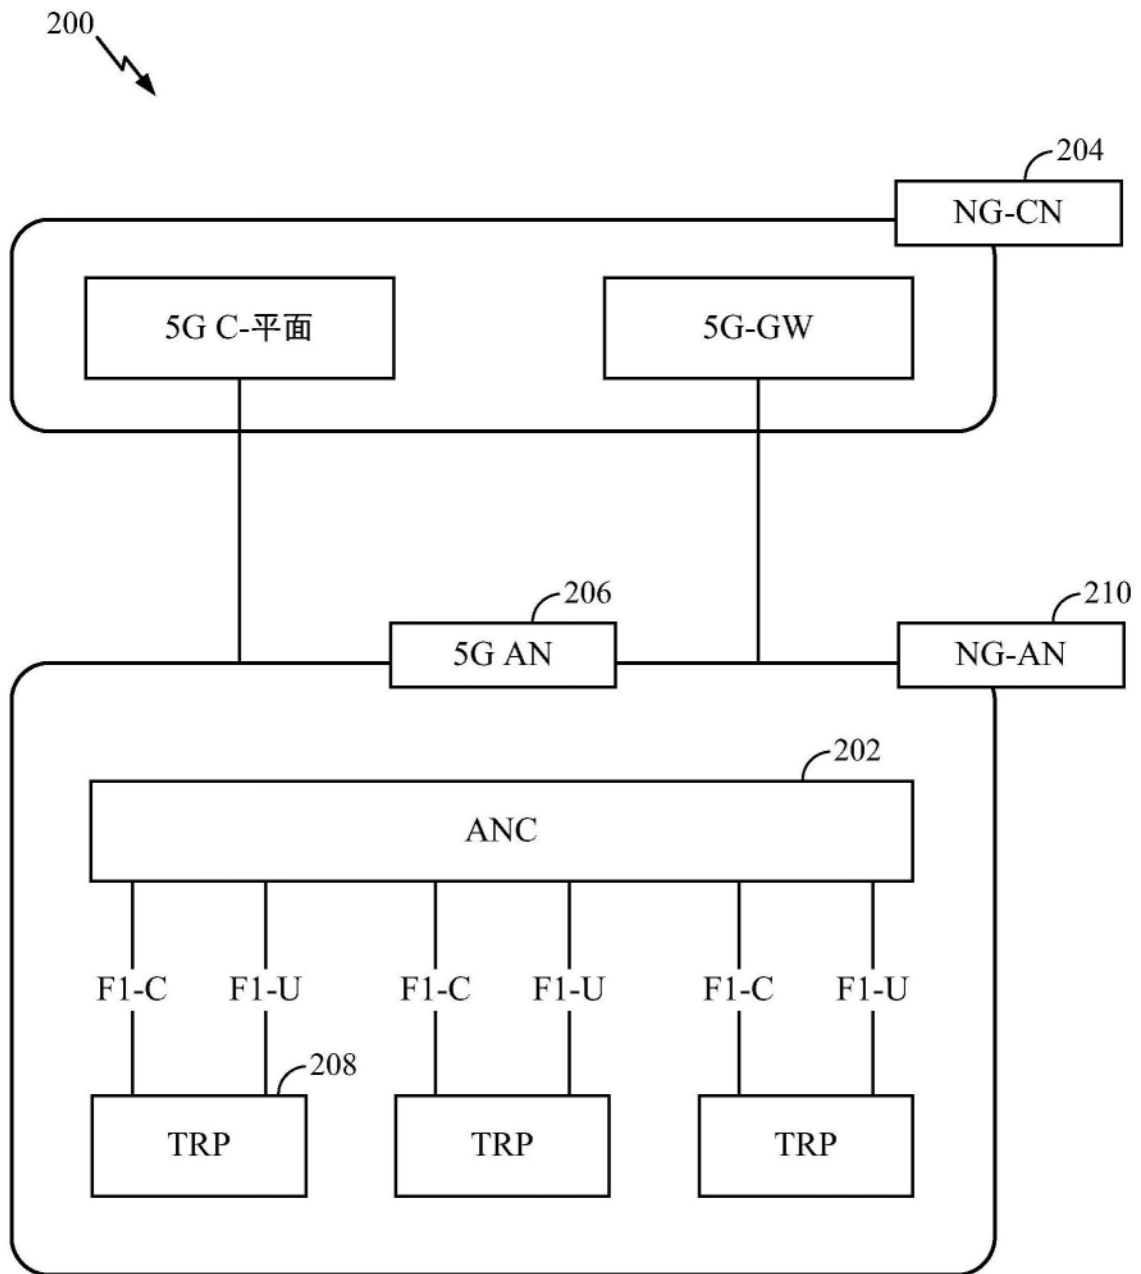 200
204
NG-CN
5G C-平面
5G-GW
206
210
5G AN
NG-AN
202
ANC
F1-C
F1-U
F1-C
F1-U
F1-C
F1-U
208
TRP
TRP
TRP